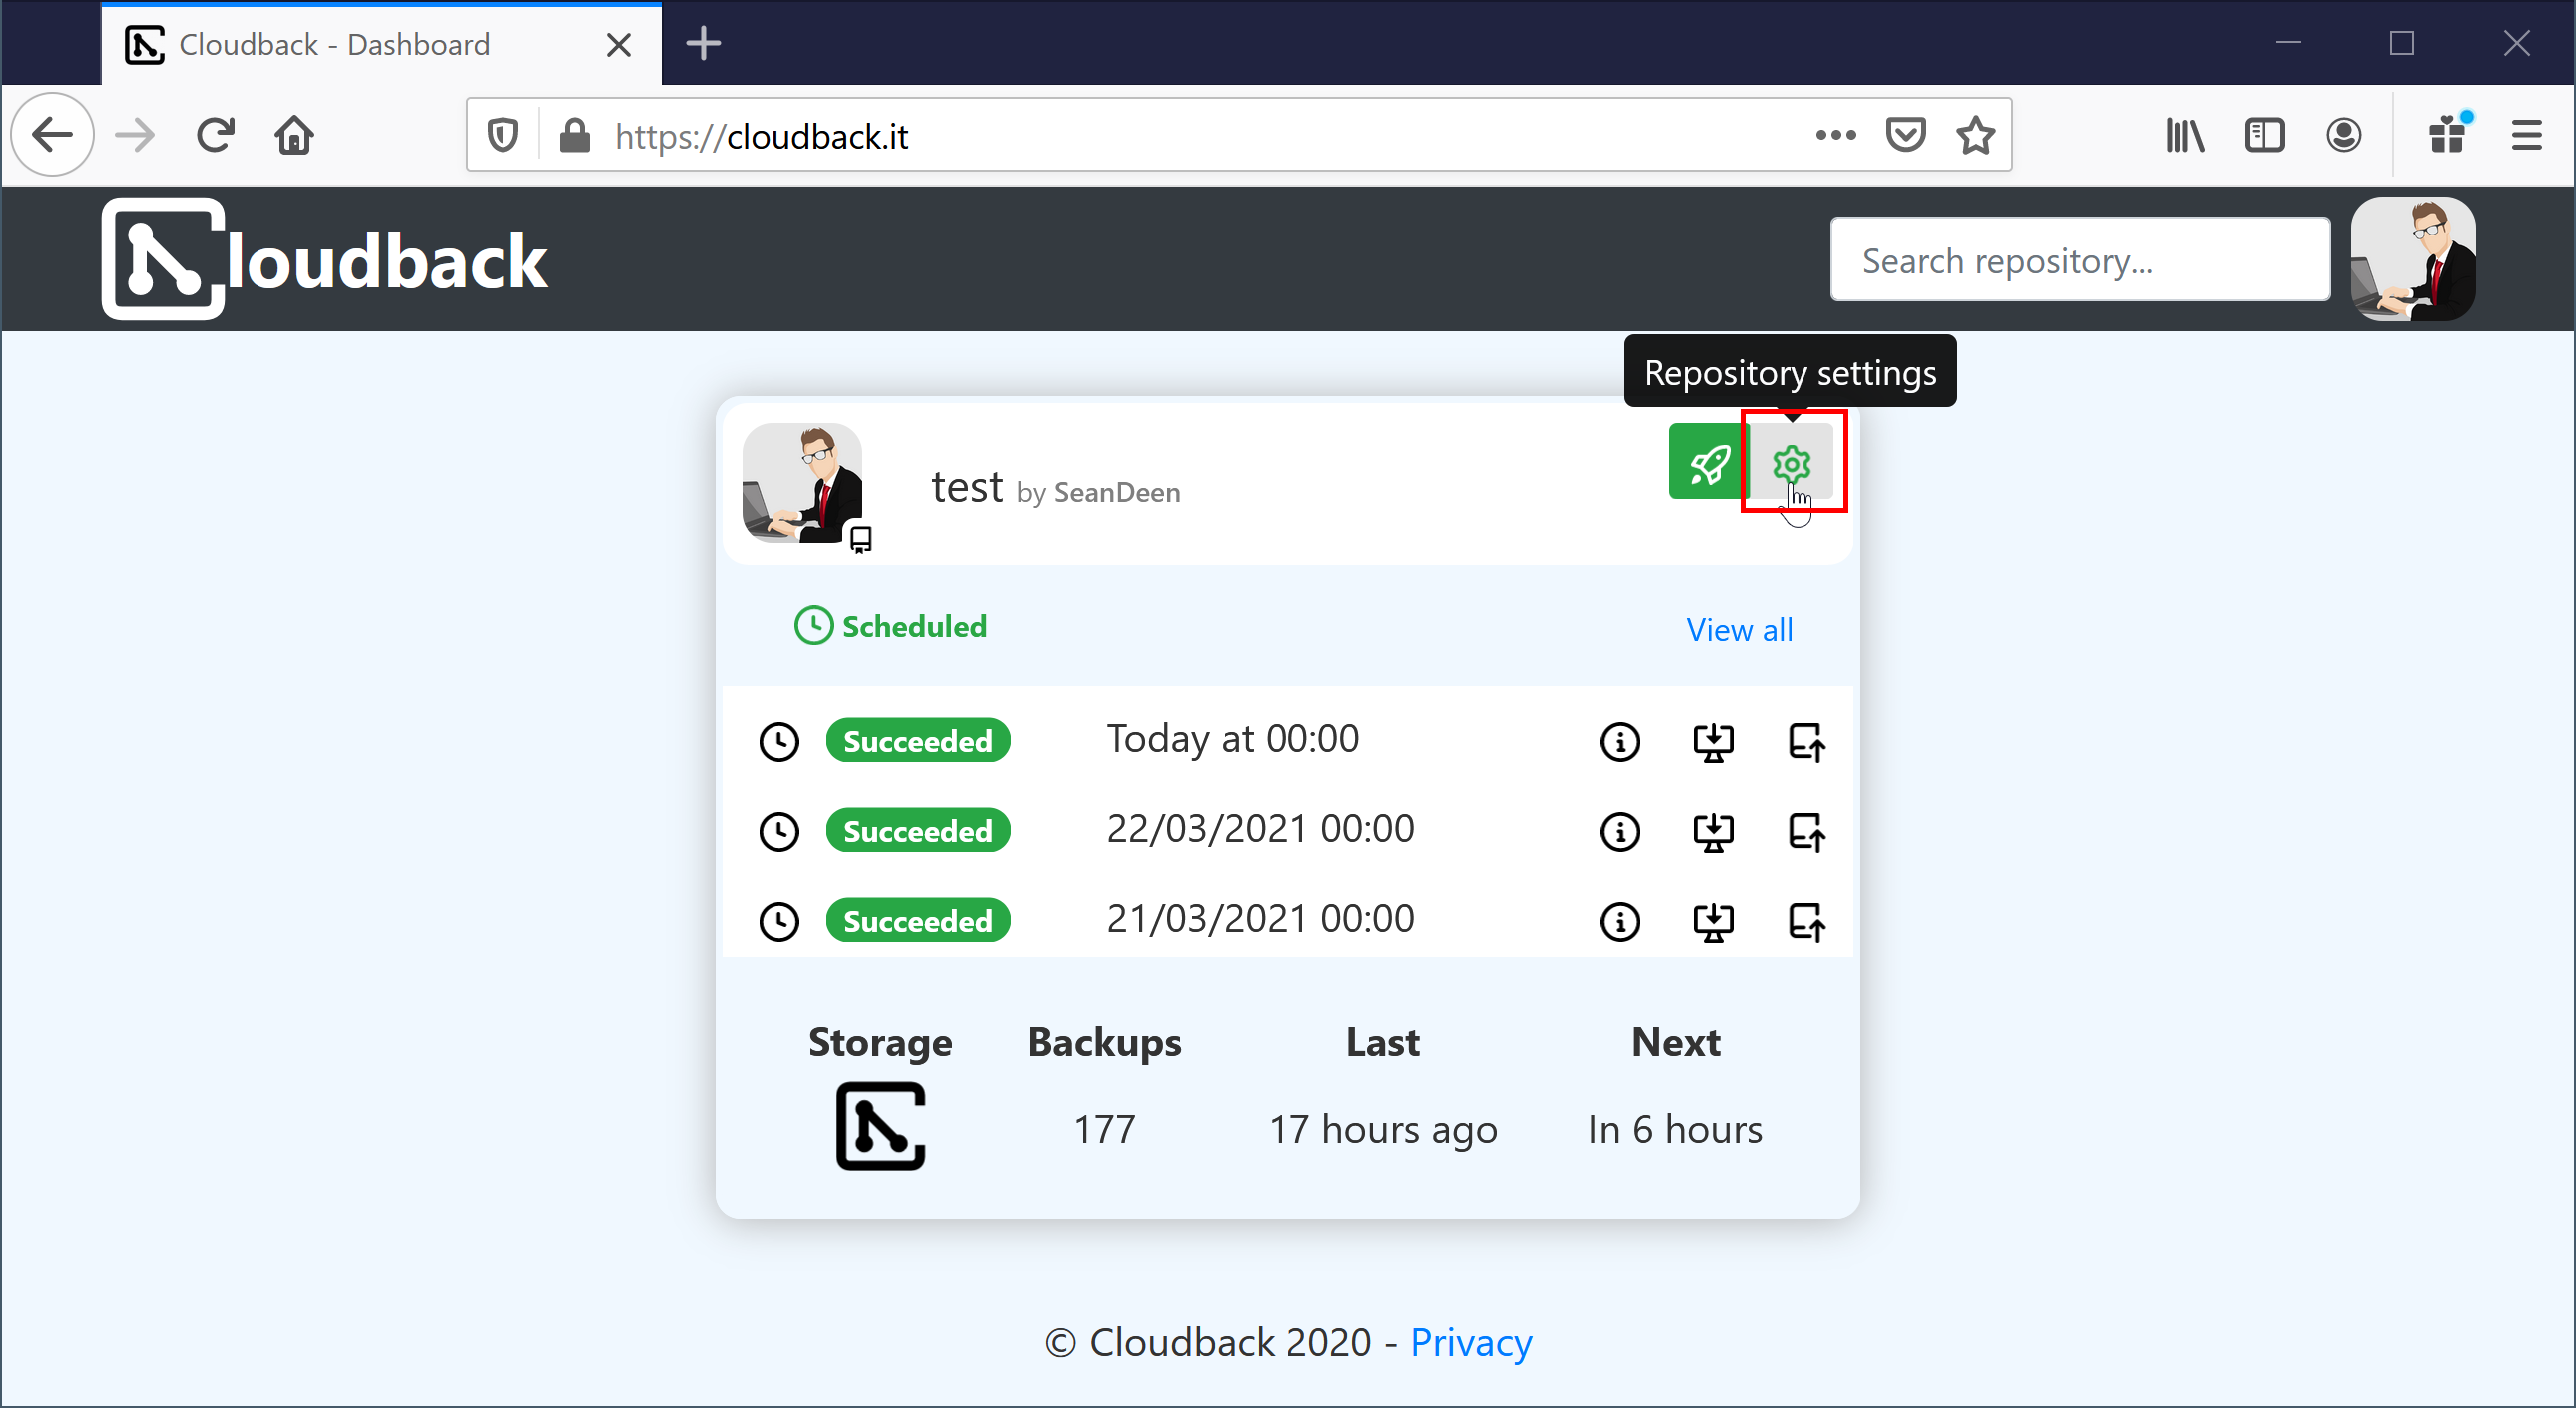 Cloudback - Dashboard
https://cloudback.it
loudback
Search repository...
Repository settings
test by SeanDeen
Scheduled
View all
Succeeded Today at 00:00
Succeeded 22/03/2021 00:00
Succeeded 21/03/2021 00:00
Storage Backups Last Next
177 17 hours ago In 6 hours
© Cloudback 2020 - Privacy